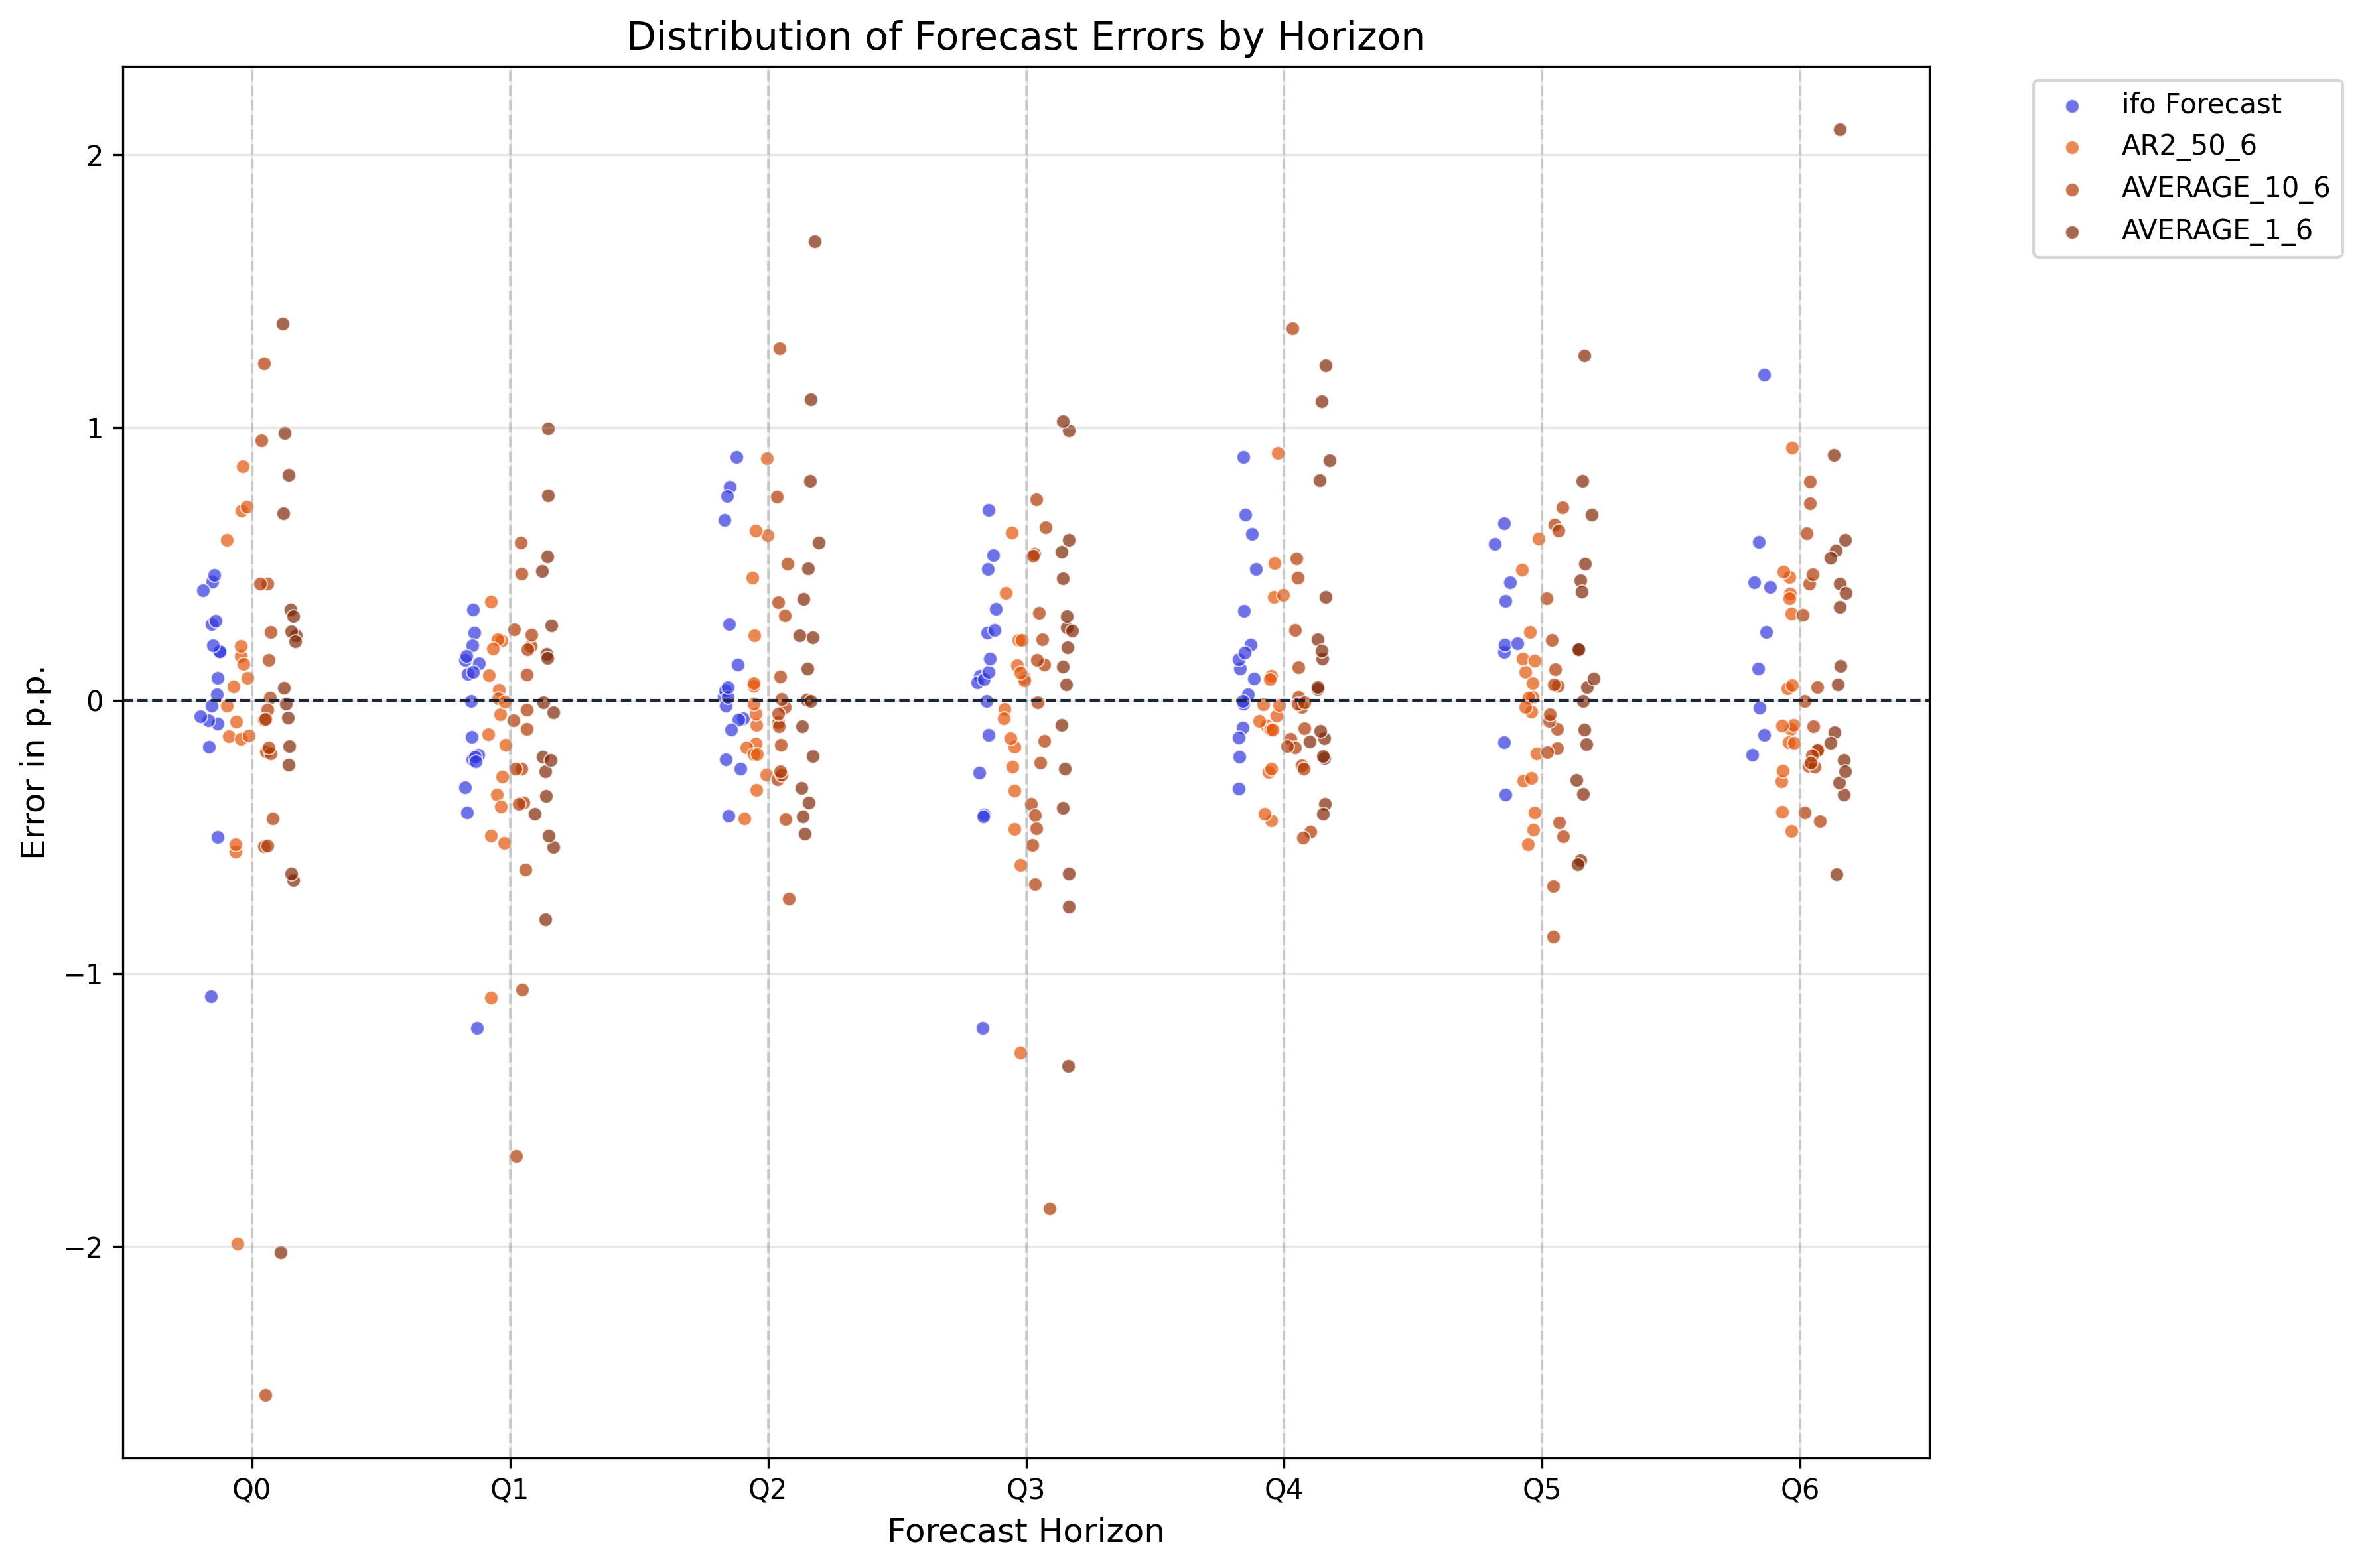 Distribution of Forecast Errors by Horizon
ifo Forecast
AR2_50_6
AVERAGE_10_6
AVERAGE_1_6
Error in p.p.
2
1
0
−1
−2
Q0 Q1 Q2 Q3 Q4 Q5 Q6
Forecast Horizon